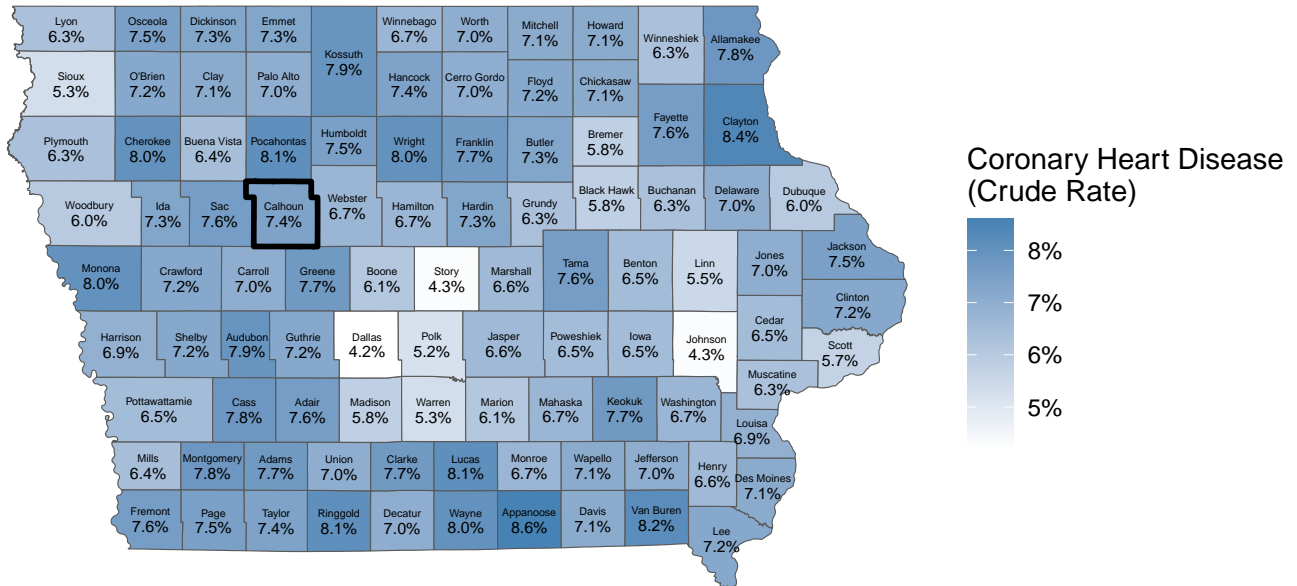 Lyon
6.3%
Osceola
7.5%
Dickinson
7.3%
Emmet
7.3%
Kossuth
7.9%
Winnebago
6.7%
Worth
7.0%
Mitchell
7.1%
Howard
7.1%
Winneshiek
6.3%
Allamakee
7.8%
Sioux
5.3%
O'Brien
7.2%
Clay
7.1%
Palo Alto
7.0%
Hancock
7.4%
Cerro Gordo
7.0%
Floyd
7.2%
Chickasaw
7.1%
Fayette
7.6%
Clayton
8.4%
Plymouth
6.3%
Cherokee
8.0%
Buena Vista
6.4%
Pocahontas
8.1%
Humboldt
7.5%
Wright
8.0%
Franklin
7.7%
Butler
7.3%
Bremer
5.8%
Woodbury
6.0%
Ida
7.3%
Sac
7.6%
Calhoun
7.4%
Webster
6.7%
Hamilton
6.7%
Hardin
7.3%
Grundy
6.3%
Black Hawk
5.8%
Buchanan
6.3%
Delaware
7.0%
Dubuque
6.0%
Monona
8.0%
Crawford
7.2%
Carroll
7.0%
Greene
7.7%
Boone
6.1%
Story
4.3%
Marshall
6.6%
Tama
7.6%
Benton
6.5%
Linn
5.5%
Jones
7.0%
Jackson
7.5%
Clinton
7.2%
Harrison
6.9%
Shelby
7.2%
Audubon
7.9%
Guthrie
7.2%
Dallas
4.2%
Polk
5.2%
Jasper
6.6%
Poweshiek
6.5%
Iowa
6.5%
Johnson
4.3%
Cedar
6.5%
Scott
5.7%
Muscatine
6.3%
Pottawattamie
6.5%
Cass
7.8%
Adair
7.6%
Madison
5.8%
Warren
5.3%
Marion
6.1%
Mahaska
6.7%
Keokuk
7.7%
Washington
6.7%
Louisa
6.9%
Mills
6.4%
Montgomery
7.8%
Adams
7.7%
Union
7.0%
Clarke
7.7%
Lucas
8.1%
Monroe
6.7%
Wapello
7.1%
Jefferson
7.0%
Henry
6.6%
Des Moines
7.1%
Fremont
7.6%
Page
7.5%
Taylor
7.4%
Ringgold
8.1%
Decatur
7.0%
Wayne
8.0%
Appanoose
8.6%
Davis
7.1%
Van Buren
8.2%
Lee
7.2%
Coronary Heart Disease
(Crude Rate)
8%
7%
6%
5%